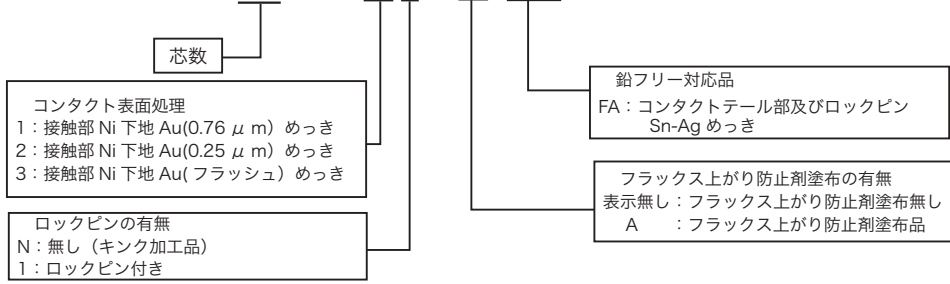 芯数
コンタクト表面処理
1：接触部 Ni 下地 Au(0.76 μ m）めっき
2：接触部 Ni 下地 Au(0.25 μ m）めっき
3：接触部 Ni 下地 Au( フラッシュ）めっき
ロックピンの有無
N：無し（キンク加工品）
1：ロックピン付き
鉛フリー対応品
FA：コンタクトテール部及びロックピン
Sn-Ag めっき
フラックス上がり防止剤塗布の有無
表示無し：フラックス上がり防止剤塗布無し
A　　：フラックス上がり防止剤塗布品